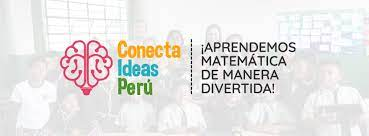 Conecta
Ideas
Perú
¡APRENDEMOS
MATEMÁTICA
DE MANERA
DIVERTIDA!